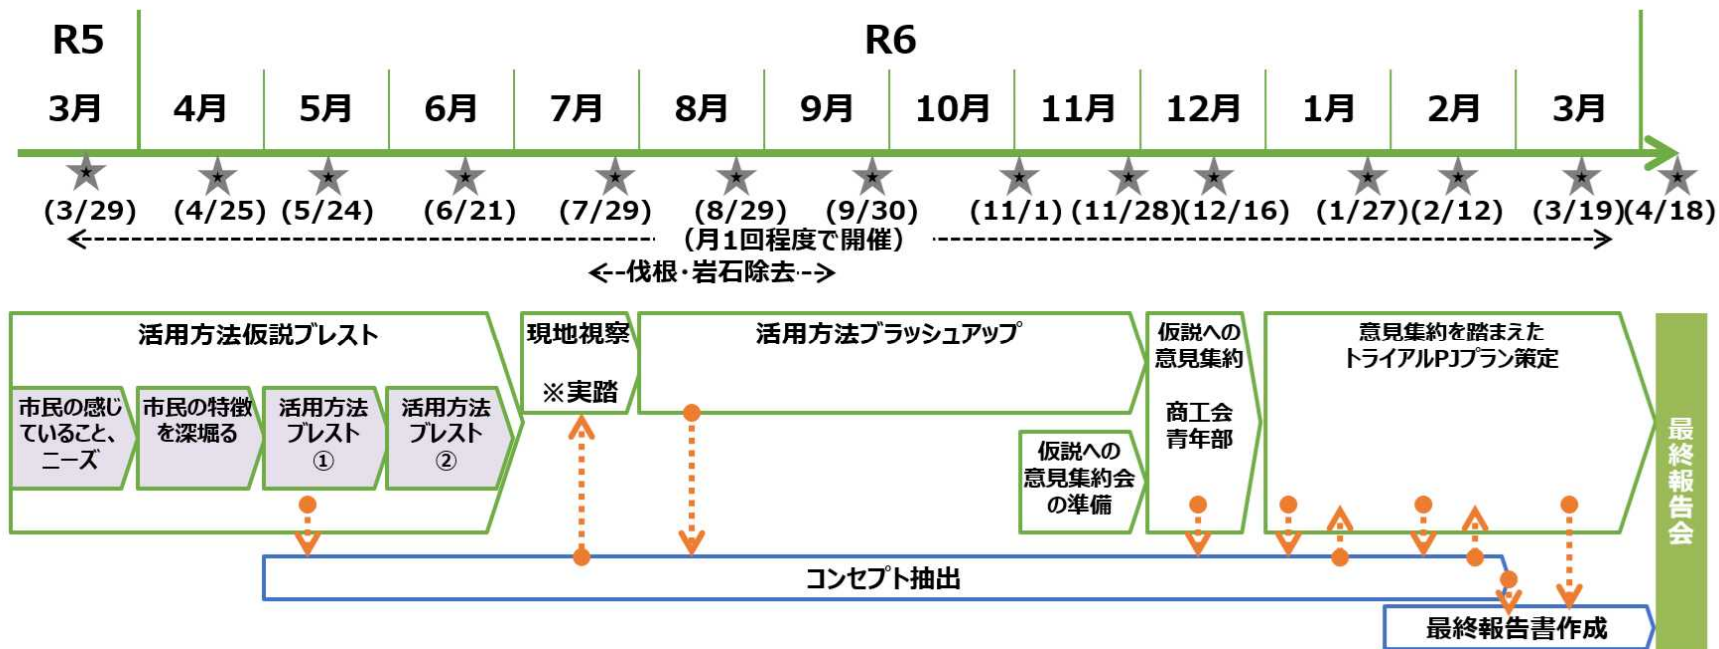 R5
R6
3月
4月
5月
6月
7月
8月
9月
10月
11月
12月
1月
2月
3月
(3/29)
(4/25)
(5/24)
(6/21)
(7/29)
(8/29)
(9/30)
(11/1)
(11/28)
(12/16)
(1/27)
(2/12)
(3/19)
(4/18)
(月1回程度で開催)
伐根・岩石除去
活用方法仮説ブレスト
市民の感じ
ていること、
ニーズ
市民の特徴
を深堀る
活用方法
ブレスト
①
活用方法
ブレスト
②
現地視察
※実踏
活用方法ブラッシュアップ
仮説への
意見集約会
の準備
仮説への
意見集約
商工会
青年部
意見集約を踏まえた
トライアルPJプラン策定
最終報告会
コンセプト抽出
最終報告書作成